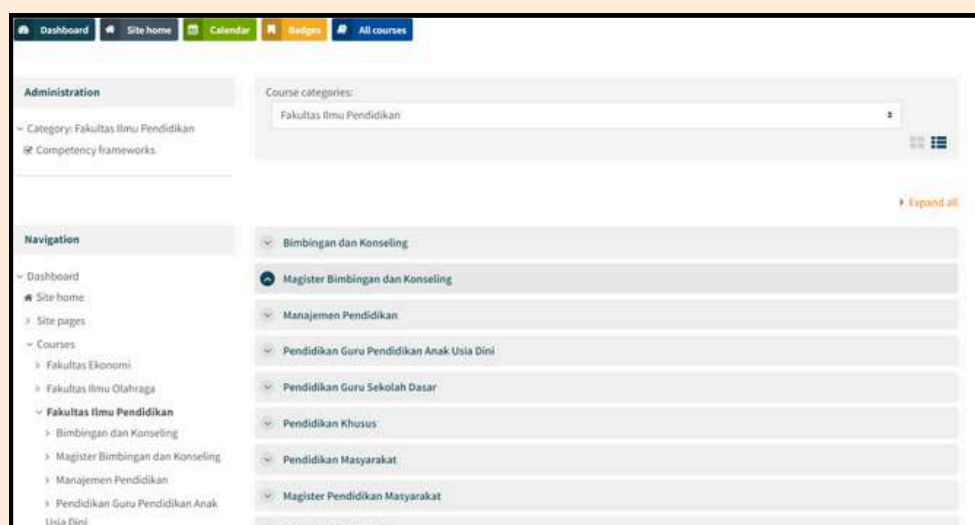 Dashboard
Site home
Calendar
Badges
All courses
Administration
Category: Fakultas Ilmu Pendidikan
Competency frameworks
Course categories:
Fakultas Ilmu Pendidikan
Expand all
Navigation
Dashboard
Site home
Site pages
Courses
Fakultas Ekonomi
Fakultas Ilmu Olahraga
Fakultas Ilmu Pendidikan
Bimbingan dan Konseling
Magister Bimbingan dan Konseling
Manajemen Pendidikan
Pendidikan Guru Pendidikan Anak
Usia Dini
Bimbingan dan Konseling
Magister Bimbingan dan Konseling
Manajemen Pendidikan
Pendidikan Guru Pendidikan Anak Usia Dini
Pendidikan Guru Sekolah Dasar
Pendidikan Khusus
Pendidikan Masyarakat
Magister Pendidikan Masyarakat